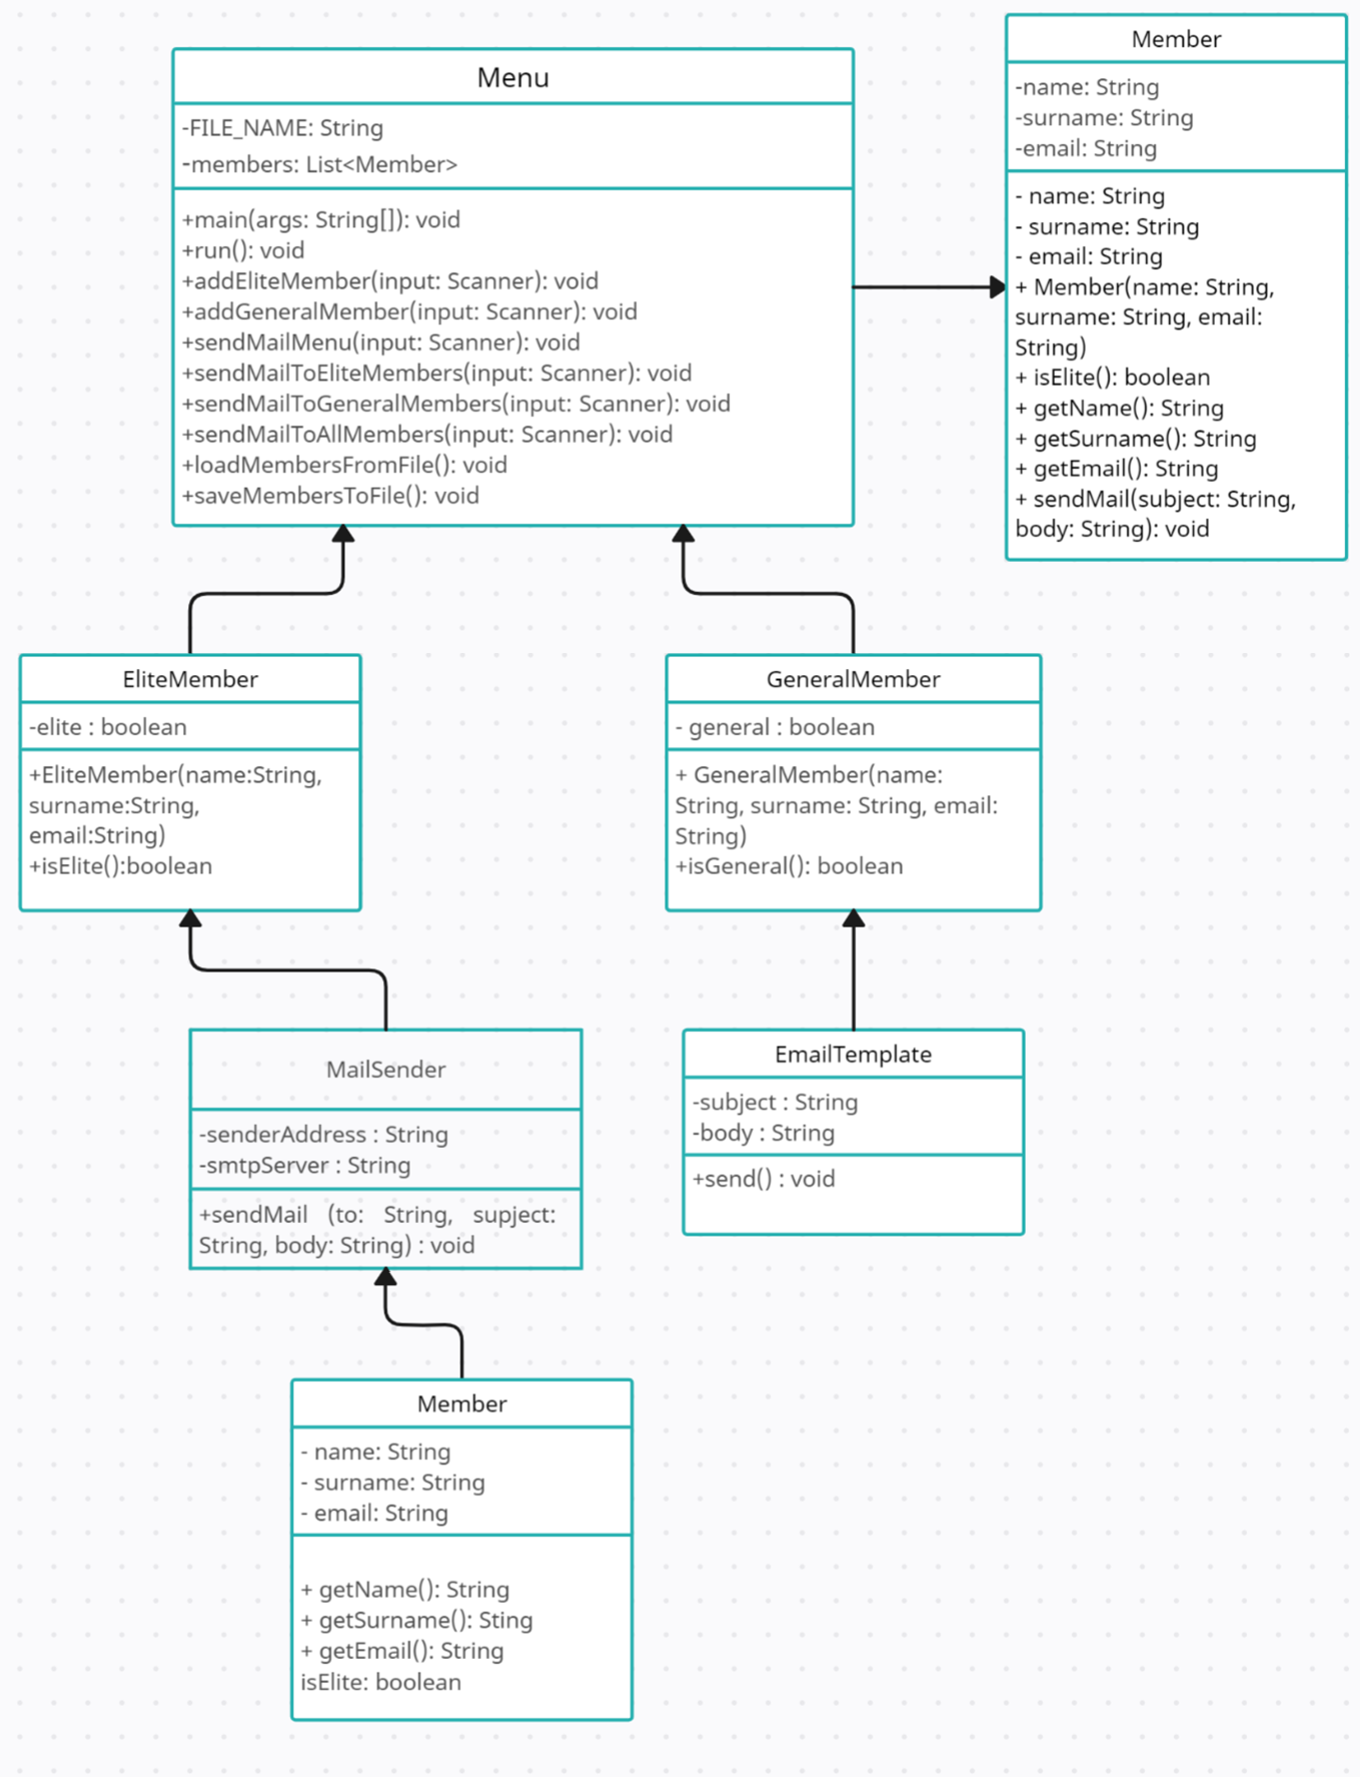 Menu
-FILE_NAME: String
-members: List<Member>
+main(args: String[]): void
+run(): void
+addEliteMember(input: Scanner): void
+addGeneralMember(input: Scanner): void
+sendMailMenu(input: Scanner): void
+sendMailToEliteMembers(input: Scanner): void
+sendMailToGeneralMembers(input: Scanner): void
+sendMailToAllMembers(input: Scanner): void
+loadMembersFromFile(): void
+saveMembersToFile(): void
Member
-name: String
-surname: String
-email: String
- name: String
- surname: String
- email: String
+ Member(name: String,
surname: String, email:
String)
+ isElite(): boolean
+ getName(): String
+ getSurname(): String
+ getEmail(): String
+ sendMail(subject: String,
body: String): void
EliteMember
-elite : boolean
+EliteMember(name:String,
surname:String,
email:String)
+isElite():boolean
GeneralMember
- general : boolean
+ GeneralMember(name:
String, surname: String, email:
String)
+isGeneral(): boolean
MailSender
-senderAddress : String
-smtpServer : String
+sendMail (to: String, supject:
String, body: String) : void
EmailTemplate
-subject : String
-body : String
+send() : void
Member
- name: String
- surname: String
- email: String
+ getName(): String
+ getSurname(): Sting
+ getEmail(): String
isElite: boolean